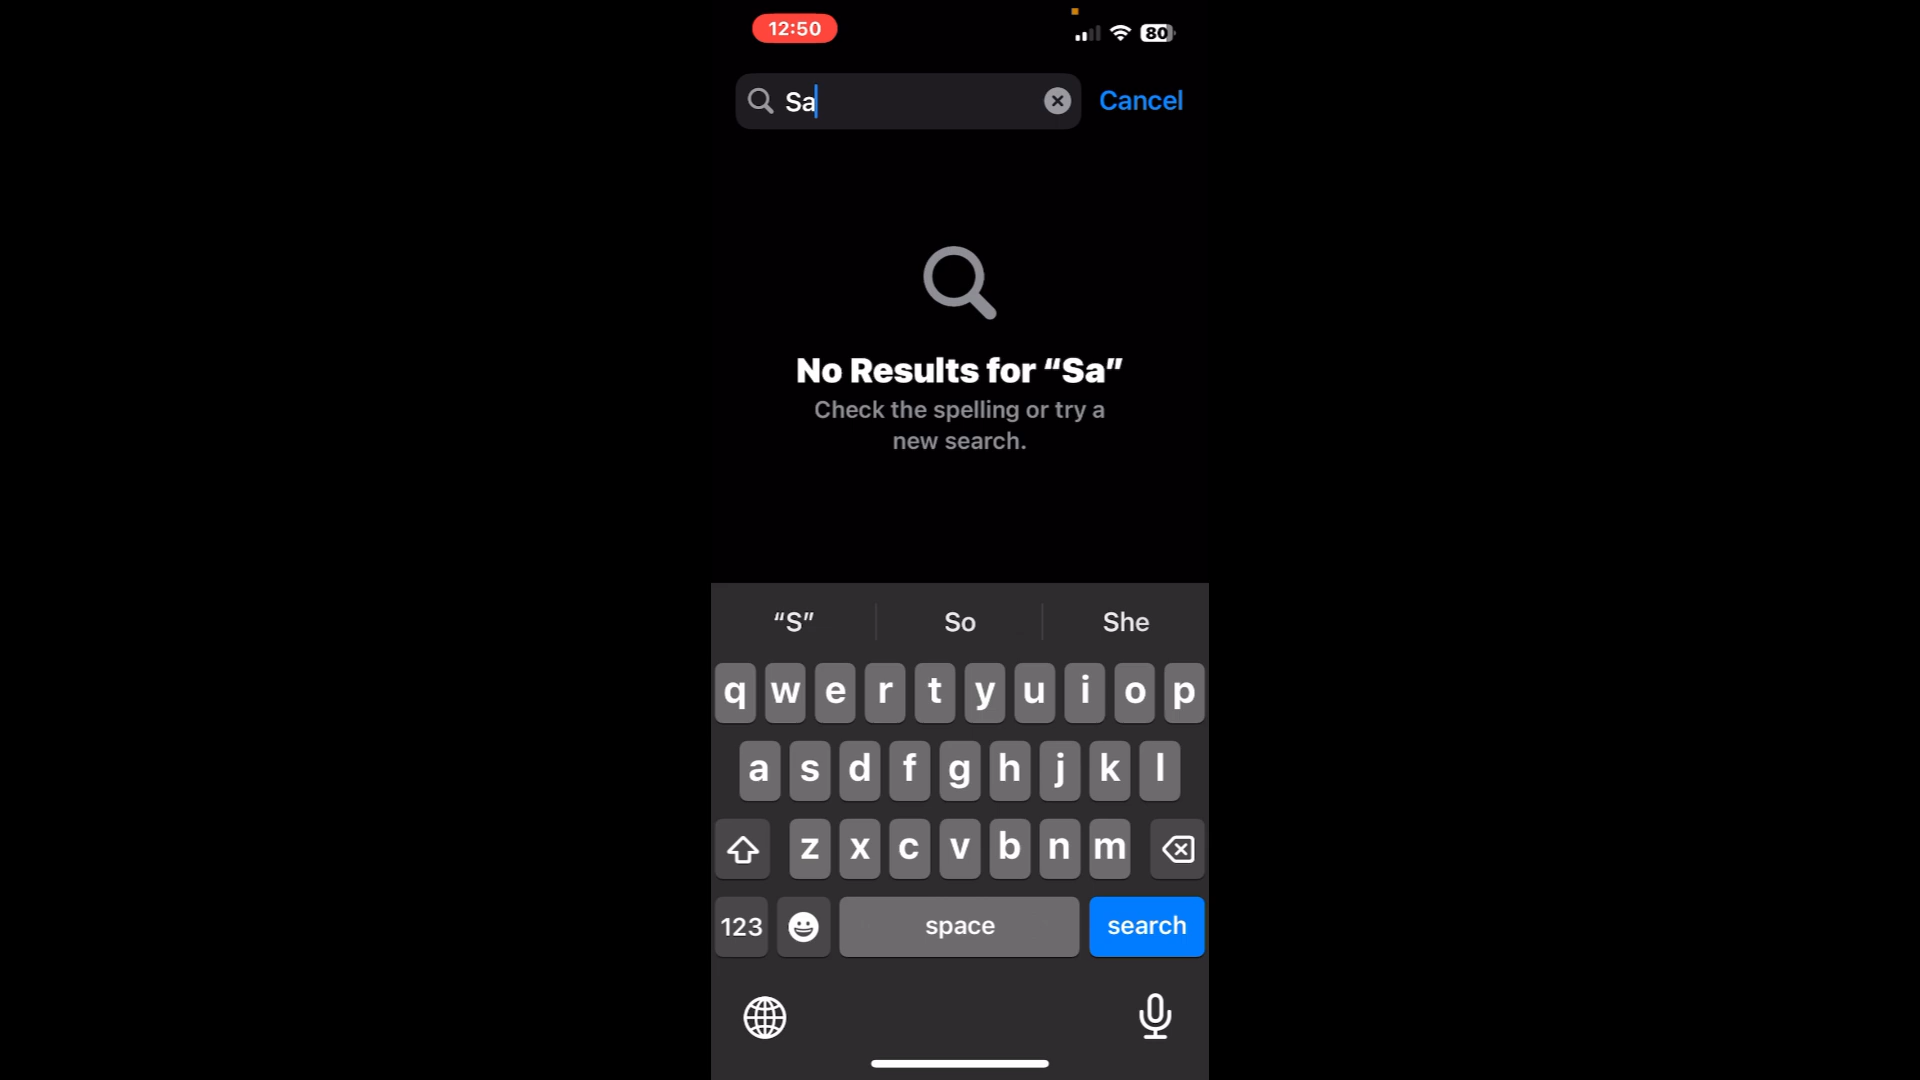 12:50
80
Sa
Cancel
No Results for “Sa”
Check the spelling or try a
new search.
“S” So She
q w e r t y u i o p
a s d f g h j k l
z x c v b n m
123 space search